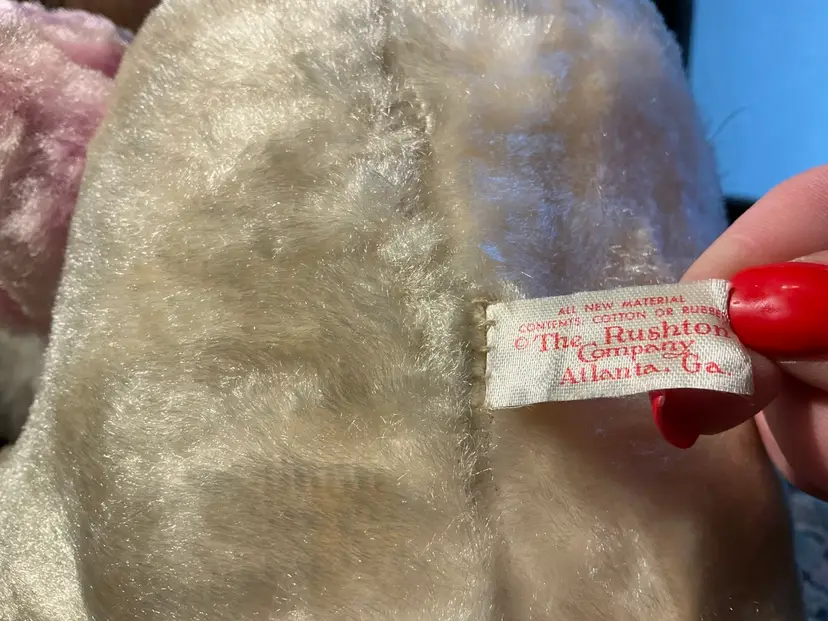 ALL NEW MATERIAL
CONTENTS COTTON OR RUBBER
© The Rushton
Company
Atlanta, Ga.